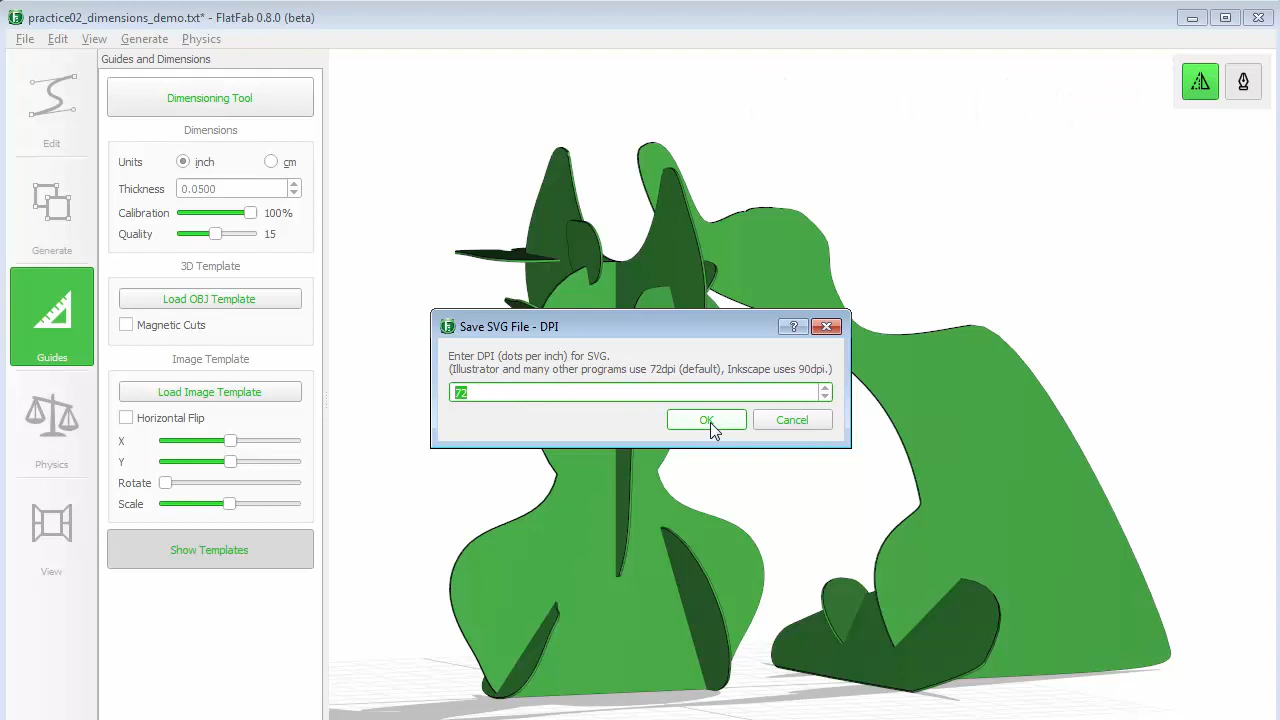 practice02_dimensions_demo.txt* - FlatFab 0.8.0 (beta)
File Edit View Generate Physics
Edit
Generate
Guides
Physics
View
Guides and Dimensions
Dimensioning Tool
Dimensions
Units inch cm
Thickness 0.0500
Calibration 100%
Quality 15
3D Template
Load OBJ Template
Magnetic Cuts
Image Template
Load Image Template
Horizontal Flip
X
Y
Rotate
Scale
Show Templates
Save SVG File - DPI
Enter DPI (dots per inch) for SVG.
(Illustrator and many other programs use 72dpi (default), Inkscape uses 90dpi.)
72
OK Cancel